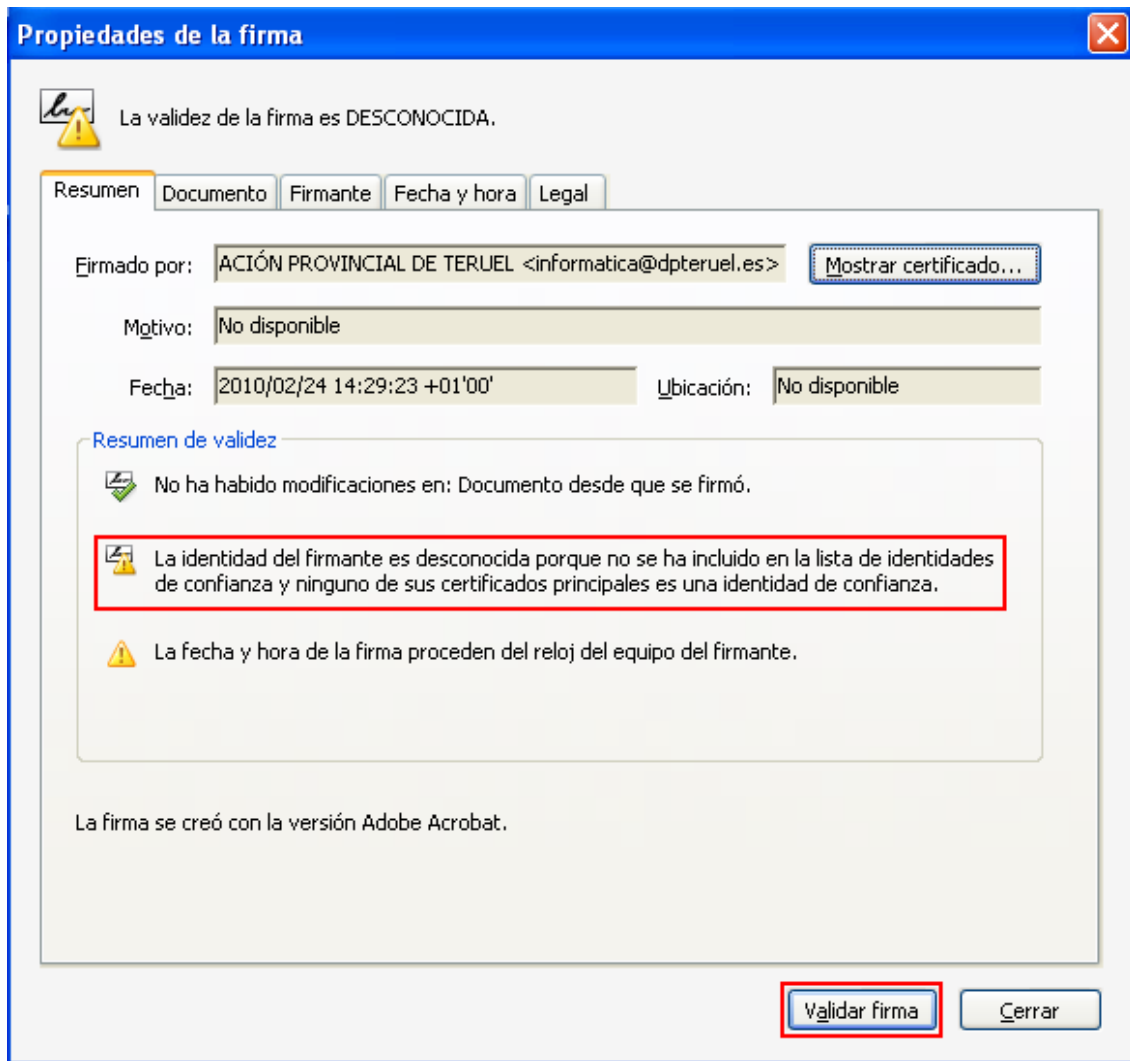 Propiedades de la firma
La validez de la firma es DESCONOCIDA.
Resumen Documento Firmante Fecha y hora Legal
Firmado por: ACIÓN PROVINCIAL DE TERUEL <informatica@dpteruel.es> Mostrar certificado...
Motivo: No disponible
Fecha: 2010/02/24 14:29:23 +01'00' Ubicación: No disponible
Resumen de validez
No ha habido modificaciones en: Documento desde que se firmó.
La identidad del firmante es desconocida porque no se ha incluido en la lista de identidades
de confianza y ninguno de sus certificados principales es una identidad de confianza.
La fecha y hora de la firma proceden del reloj del equipo del firmante.
La firma se creó con la versión Adobe Acrobat.
Validar firma Cerrar